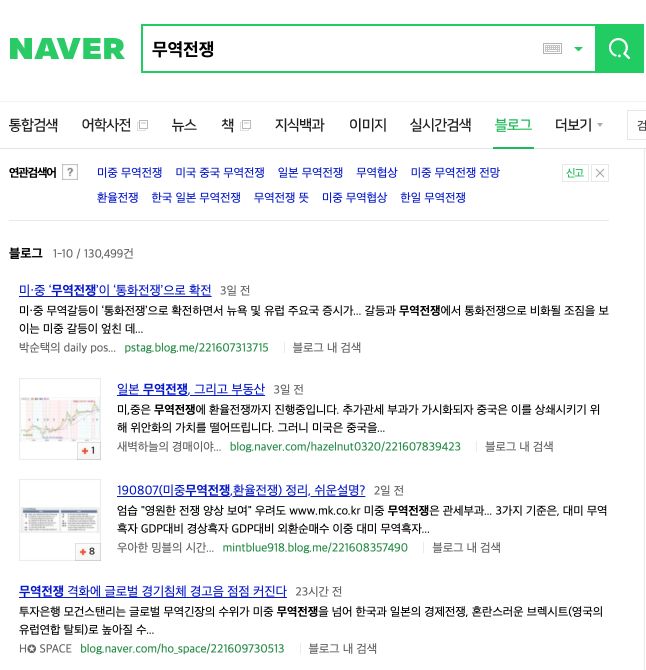 NAVER
무역전쟁
통합검색 어학사전 뉴스 책 지식백과 이미지 실시간검색 블로그 더보기 검
연관검색어 ? 미중 무역전쟁 미국 중국 무역전쟁 일본 무역전쟁 무역협상 미중 무역전쟁 전망 신고
환율전쟁 한국 일본 무역전쟁 무역전쟁 뜻 미중 무역협상 한일 무역전쟁
블로그 1-10 / 130,499건
미·중 '무역전쟁'이 '통화전쟁'으로 확전 3일 전
미·중 무역갈등이 '통화전쟁'으로 확전하면서 뉴욕 및 유럽 주요국 증시가... 갈등과 무역전쟁에서 통화전쟁으로 비화될 조짐을 보
이는 미중 갈등이 엎친 데...
박순택의 daily pos... pstag.blog.me/221607313715 블로그 내 검색
일본 무역전쟁, 그리고 부동산 3일 전
미,중은 무역전쟁에 환율전쟁까지 진행중입니다. 추가관세 부과가 가시화되자 중국은 이를 상쇄시키기 위
해 위안화의 가치를 떨어뜨립니다. 그러니 미국은 중국을...
+1
새벽하늘의 경매이야... blog.naver.com/hazelnut0320/221607839423 블로그 내 검색
190807(미중무역전쟁,환율전쟁) 정리, 쉬운설명? 2일 전
엄습 "영원한 전쟁 양상 보여" 우려도 www.mk.co.kr 미중 무역전쟁은 관세부과... 3가지 기준은, 대미 무역
흑자 GDP대비 경상흑자 GDP대비 외환순매수 이중 대미 무역흑자...
+8
우아한 밍블의 시간... mintblue918.blog.me/221608357490 블로그 내 검색
무역전쟁 격화에 글로벌 경기침체 경고음 점점 커진다 23시간 전
투자은행 모건스탠리는 글로벌 무역긴장의 수위가 미중 무역전쟁을 넘어 한국과 일본의 경제전쟁, 혼란스러운 브렉시트(영국의
유럽연합 탈퇴)로 높아질 수...
H✪ SPACE blog.naver.com/ho_space/221609730513 블로그 내 검색